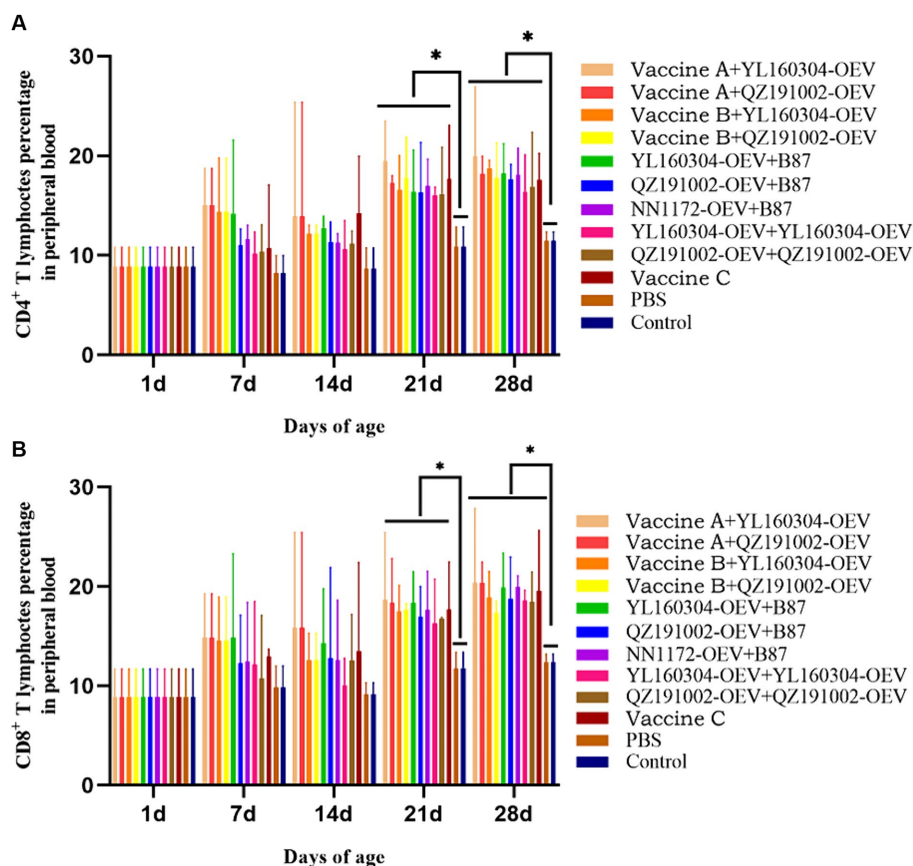 A
CD4⁺ T lymphoctes percentage
in peripheral blood
30
20
10
0
*
*
1d 7d 14d 21d 28d
Days of age
Vaccine A+YL160304-OEV
Vaccine A+QZ191002-OEV
Vaccine B+YL160304-OEV
Vaccine B+QZ191002-OEV
YL160304-OEV+B87
QZ191002-OEV+B87
NN1172-OEV+B87
YL160304-OEV+YL160304-OEV
QZ191002-OEV+QZ191002-OEV
Vaccine C
PBS
Control
B
CD8⁺ T lymphoctes percentage
in peripheral blood
30
20
10
0
*
*
1d 7d 14d 21d 28d
Days of age
Vaccine A+YL160304-OEV
Vaccine A+QZ191002-OEV
Vaccine B+YL160304-OEV
Vaccine B+QZ191002-OEV
YL160304-OEV+B87
QZ191002-OEV+B87
NN1172-OEV+B87
YL160304-OEV+YL160304-OEV
QZ191002-OEV+QZ191002-OEV
Vaccine C
PBS
Control